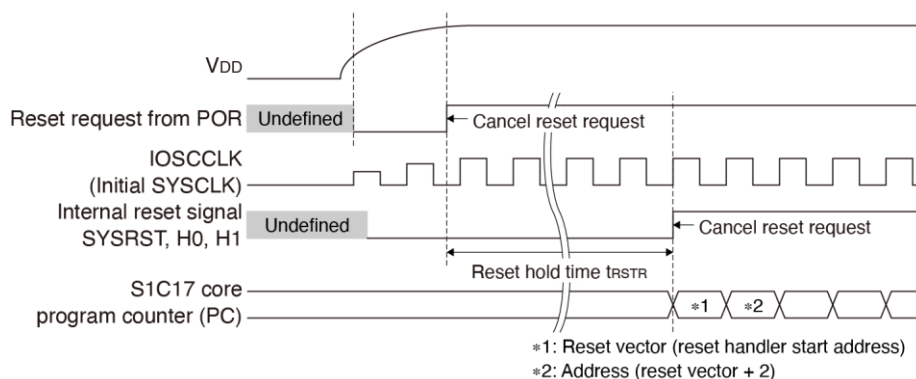 VDD
Reset request from POR
Undefined
Cancel reset request
IOSCCLK
(Initial SYSCLK)
Internal reset signal
SYSRST, H0, H1
Undefined
Cancel reset request
Reset hold time tRSTR
S1C17 core
program counter (PC)
*1
*2
*1: Reset vector (reset handler start address)
*2: Address (reset vector + 2)